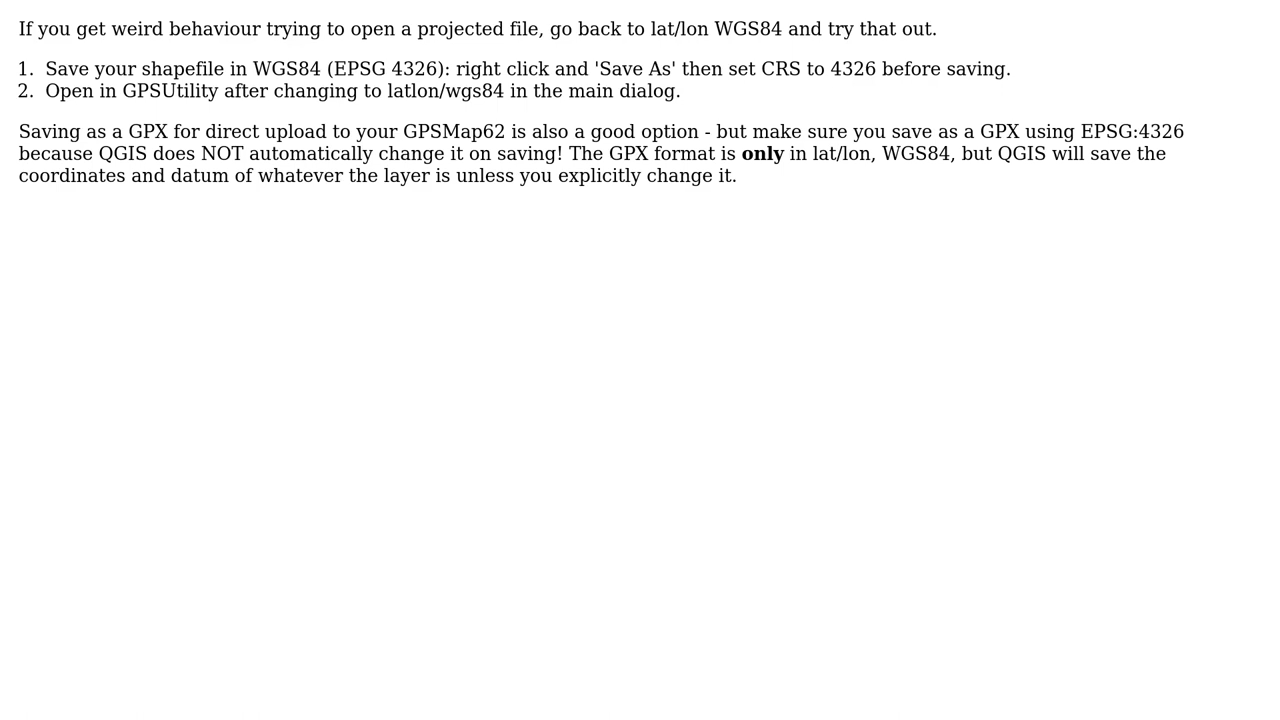 If you get weird behaviour trying to open a projected file, go back to lat/lon WGS84 and try that out.
1. Save your shapefile in WGS84 (EPSG 4326): right click and 'Save As' then set CRS to 4326 before saving.
2. Open in GPSUtility after changing to latlon/wgs84 in the main dialog.
Saving as a GPX for direct upload to your GPSMap62 is also a good option - but make sure you save as a GPX using EPSG:4326
because QGIS does NOT automatically change it on saving! The GPX format is only in lat/lon, WGS84, but QGIS will save the
coordinates and datum of whatever the layer is unless you explicitly change it.